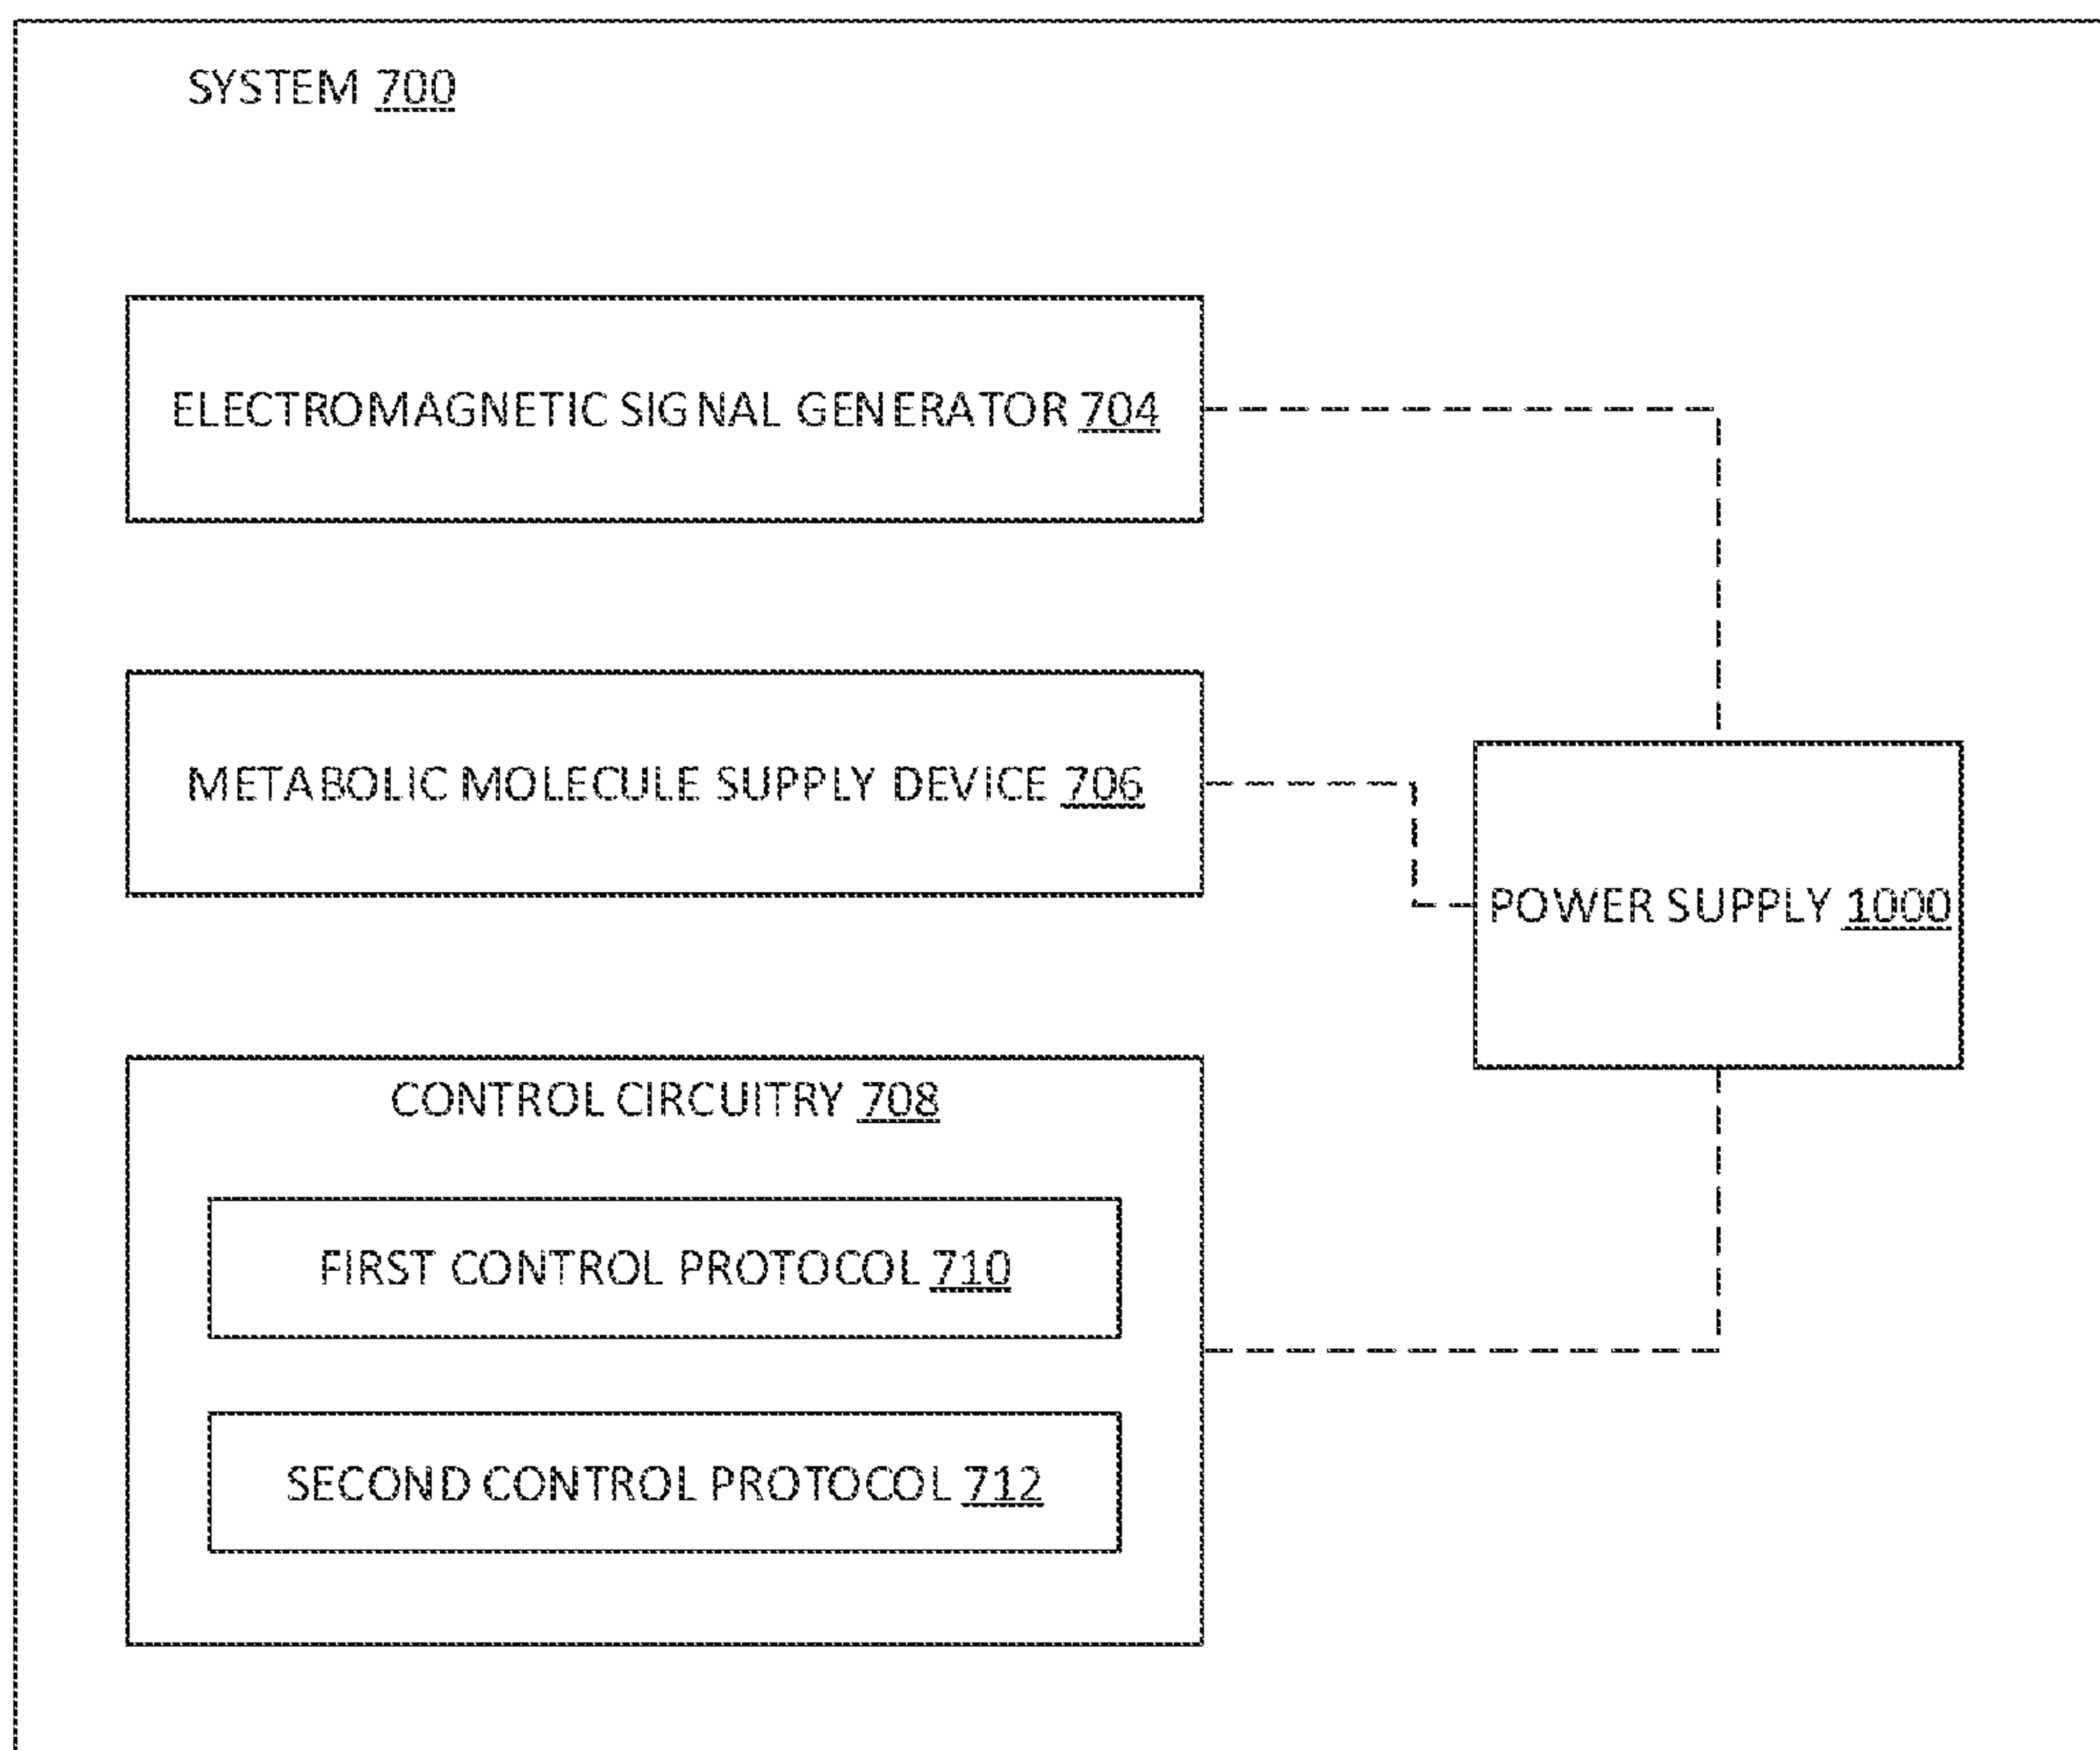 SYSTEM 700
ELECTROMAGNETIC SIGNAL GENERATOR 704
METABOLIC MOLECULE SUPPLY DEVICE 706
POWER SUPPLY 1000
CONTROL CIRCUITRY 708
FIRST CONTROL PROTOCOL 710
SECOND CONTROL PROTOCOL 712